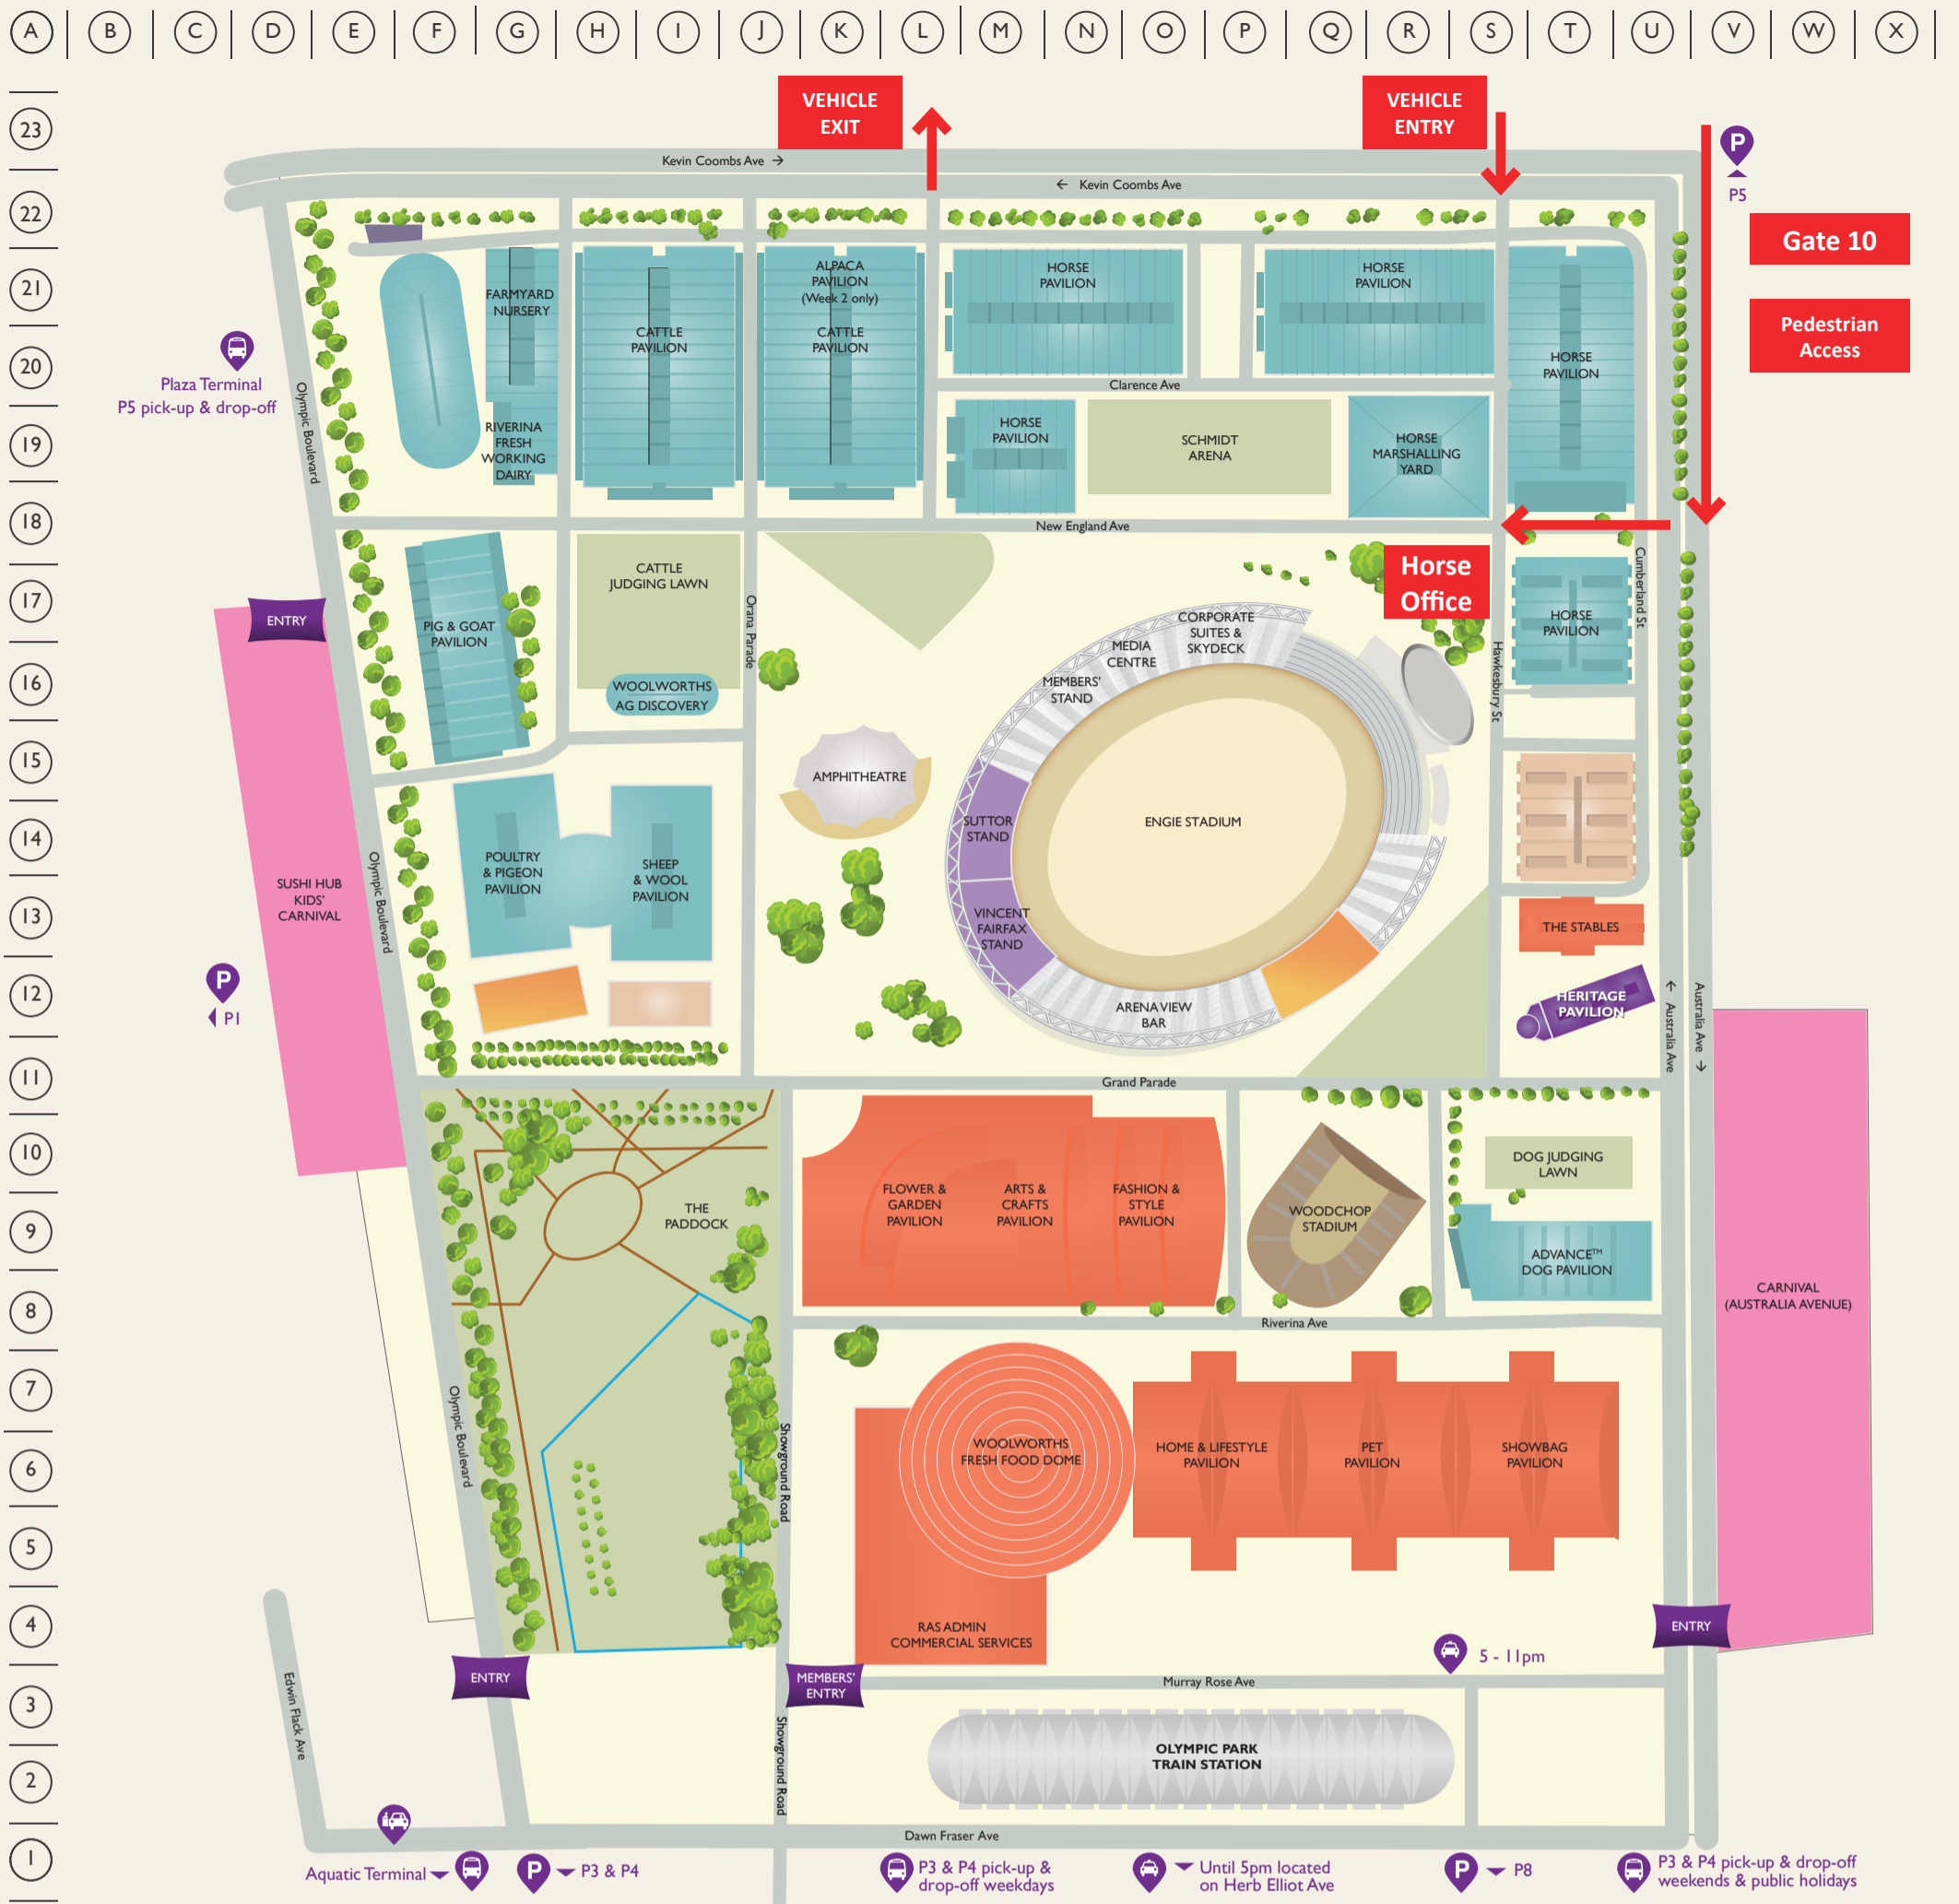 A B C D E F G H I J K L M N O P Q R S T U V W X
23
22
21
20
19
18
17
16
15
14
13
12
11
10
9
8
7
6
5
4
3
2
1
VEHICLE
EXIT
VEHICLE
ENTRY
Kevin Coombs Ave →
← Kevin Coombs Ave
P
P5
Gate 10
Pedestrian
Access
FARMYARD
NURSERY
CATTLE
PAVILION
ALPACA
PAVILION
(Week 2 only)
CATTLE
PAVILION
HORSE
PAVILION
HORSE
PAVILION
HORSE
PAVILION
Plaza Terminal
P5 pick-up & drop-off
Olympic Boulevard
Clarence Ave
RIVERINA
FRESH
WORKING
DAIRY
HORSE
PAVILION
SCHMIDT
ARENA
HORSE
MARSHALLING
YARD
New England Ave
Horse
Office
Cumberland St
CATTLE
JUDGING LAWN
ENTRY
PIG & GOAT
PAVILION
Orana Parade
CORPORATE
SUITES &
SKYDECK
MEDIA
CENTRE
MEMBERS'
STAND
HORSE
PAVILION
Hawkesbury St
WOOLWORTHS
AG DISCOVERY
AMPHITHEATRE
SUTTOR
STAND
ENGIE STADIUM
SUSHI HUB
KIDS'
CARNIVAL
Olympic Boulevard
POULTRY
& PIGEON
PAVILION
SHEEP
& WOOL
PAVILION
VINCENT
FAIRFAX
STAND
THE STABLES
P
P1
ARENA VIEW
BAR
HERITAGE
PAVILION
← Australia Ave
Australia Ave →
Grand Parade
THE
PADDOCK
FLOWER &
GARDEN
PAVILION
ARTS &
CRAFTS
PAVILION
FASHION &
STYLE
PAVILION
WOODCHOP
STADIUM
DOG JUDGING
LAWN
ADVANCE™
DOG PAVILION
CARNIVAL
(AUSTRALIA AVENUE)
Riverina Ave
Olympic Boulevard
Showground Road
WOOLWORTHS
FRESH FOOD DOME
HOME & LIFESTYLE
PAVILION
PET
PAVILION
SHOWBAG
PAVILION
RAS ADMIN
COMMERCIAL SERVICES
ENTRY
5 - 11pm
ENTRY
MEMBERS'
ENTRY
Murray Rose Ave
Edwin Flack Ave
Showground Road
OLYMPIC PARK
TRAIN STATION
Dawn Fraser Ave
Aquatic Terminal
P
P3 & P4
P3 & P4 pick-up &
drop-off weekdays
Until 5pm located
on Herb Elliot Ave
P
P8
P3 & P4 pick-up & drop-off
weekends & public holidays